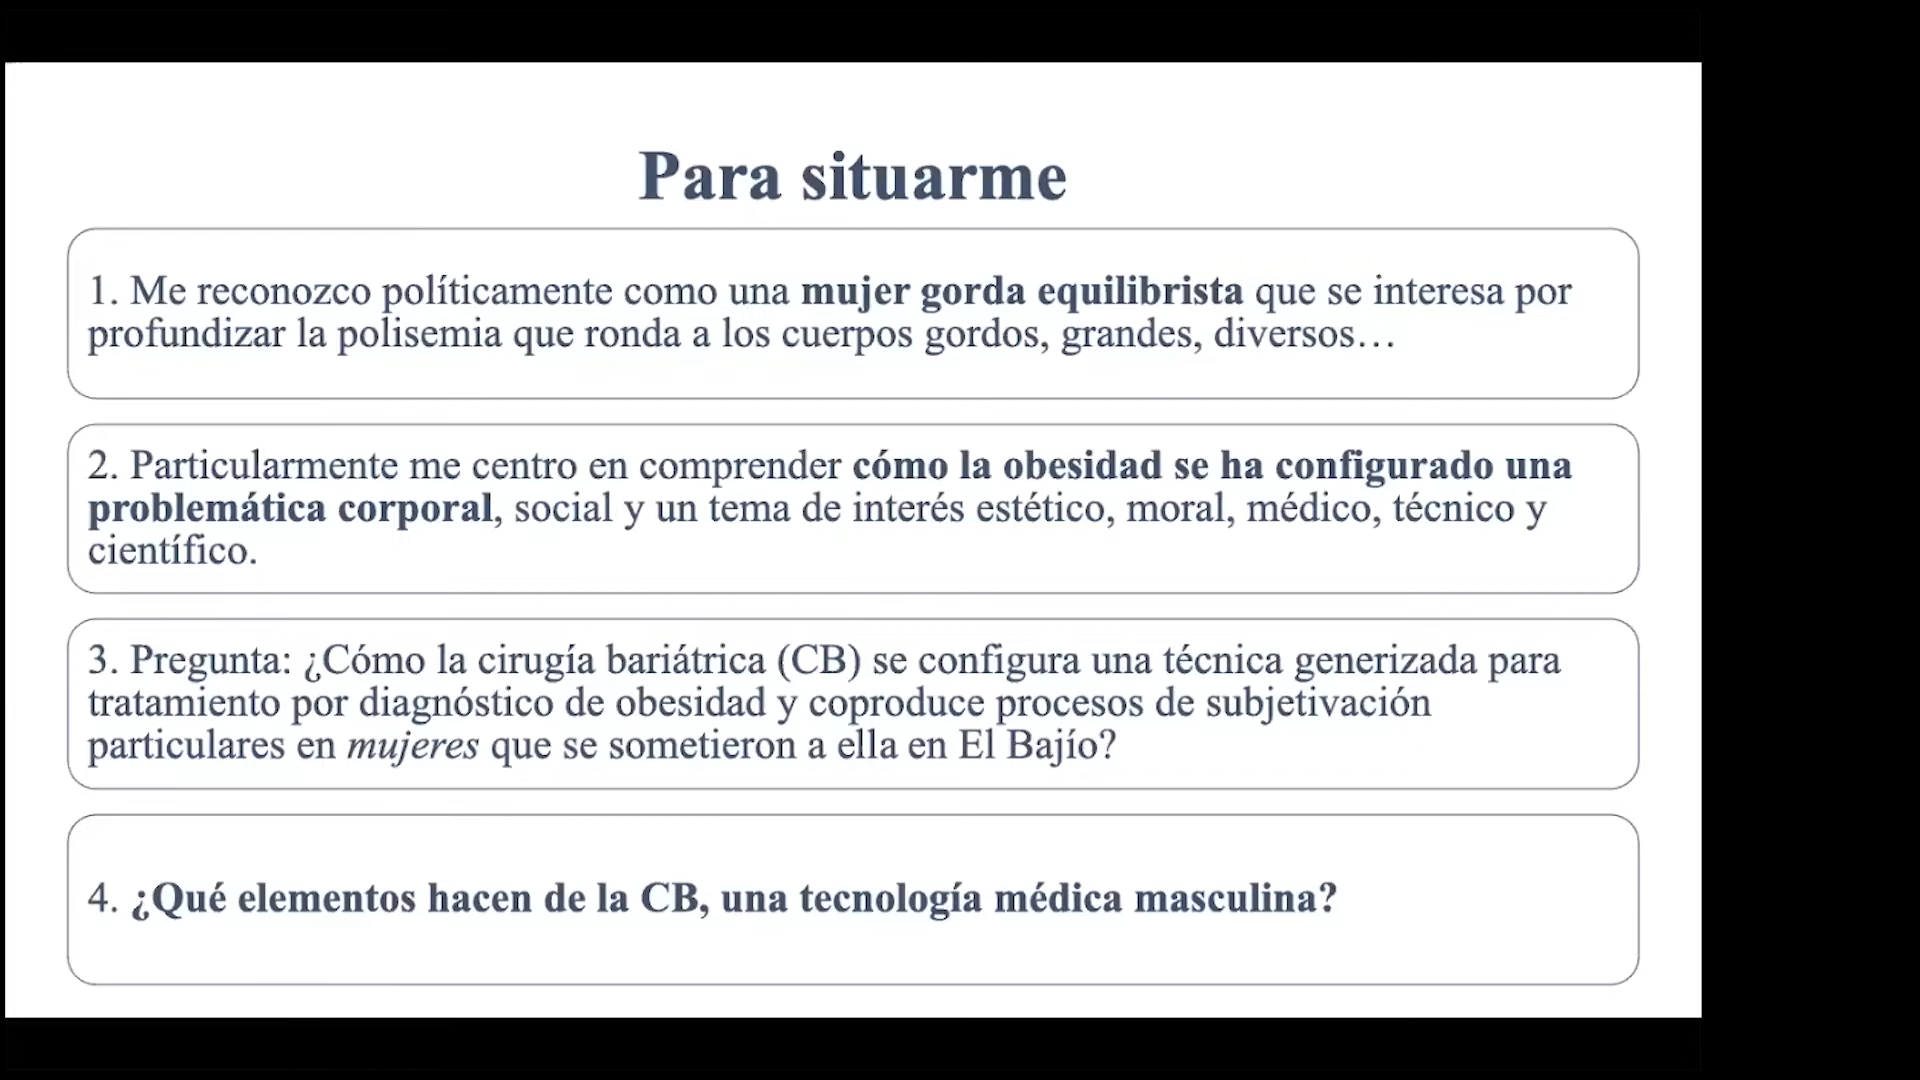 Para situarme
1. Me reconozco políticamente como una mujer gorda equilibrista que se interesa por
profundizar la polisemia que ronda a los cuerpos gordos, grandes, diversos…
2. Particularmente me centro en comprender cómo la obesidad se ha configurado una
problemática corporal, social y un tema de interés estético, moral, médico, técnico y
científico.
3. Pregunta: ¿Cómo la cirugía bariátrica (CB) se configura una técnica generizada para
tratamiento por diagnóstico de obesidad y coproduce procesos de subjetivación
particulares en mujeres que se sometieron a ella en El Bajío?
4. ¿Qué elementos hacen de la CB, una tecnología médica masculina?